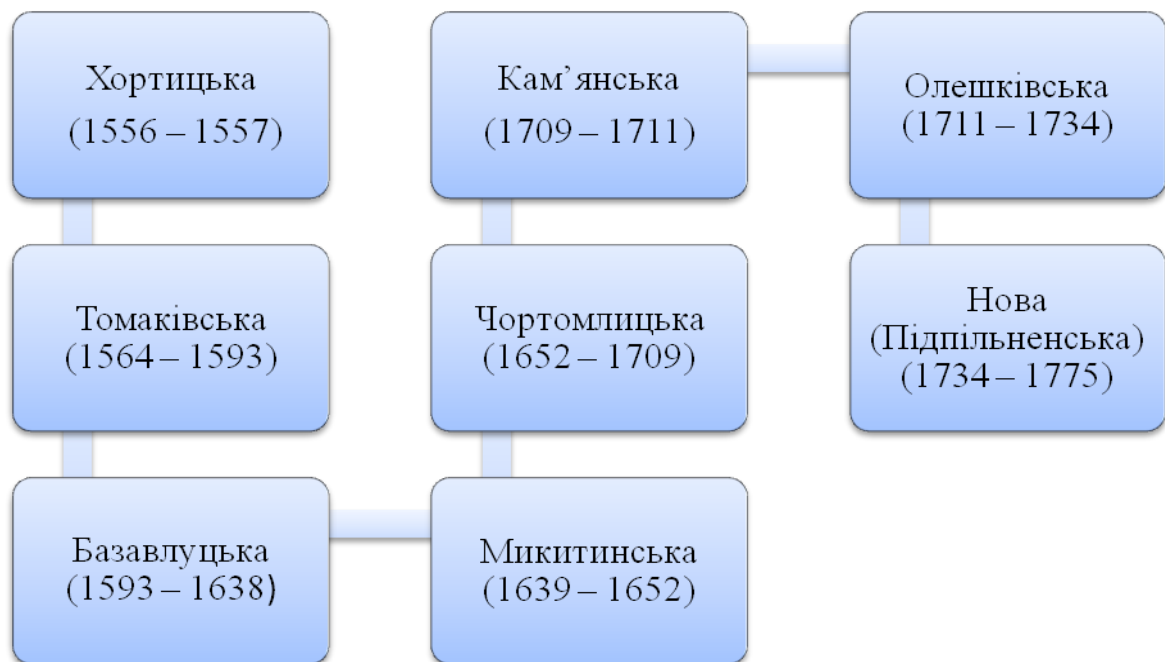 Хортицька
(1556 – 1557)
Томаківська
(1564 – 1593)
Базавлуцька
(1593 – 1638)
Микитинська
(1639 – 1652)
Чортомлицька
(1652 – 1709)
Кам’янська
(1709 – 1711)
Олешківська
(1711 – 1734)
Нова
(Підпільненська)
(1734 – 1775)